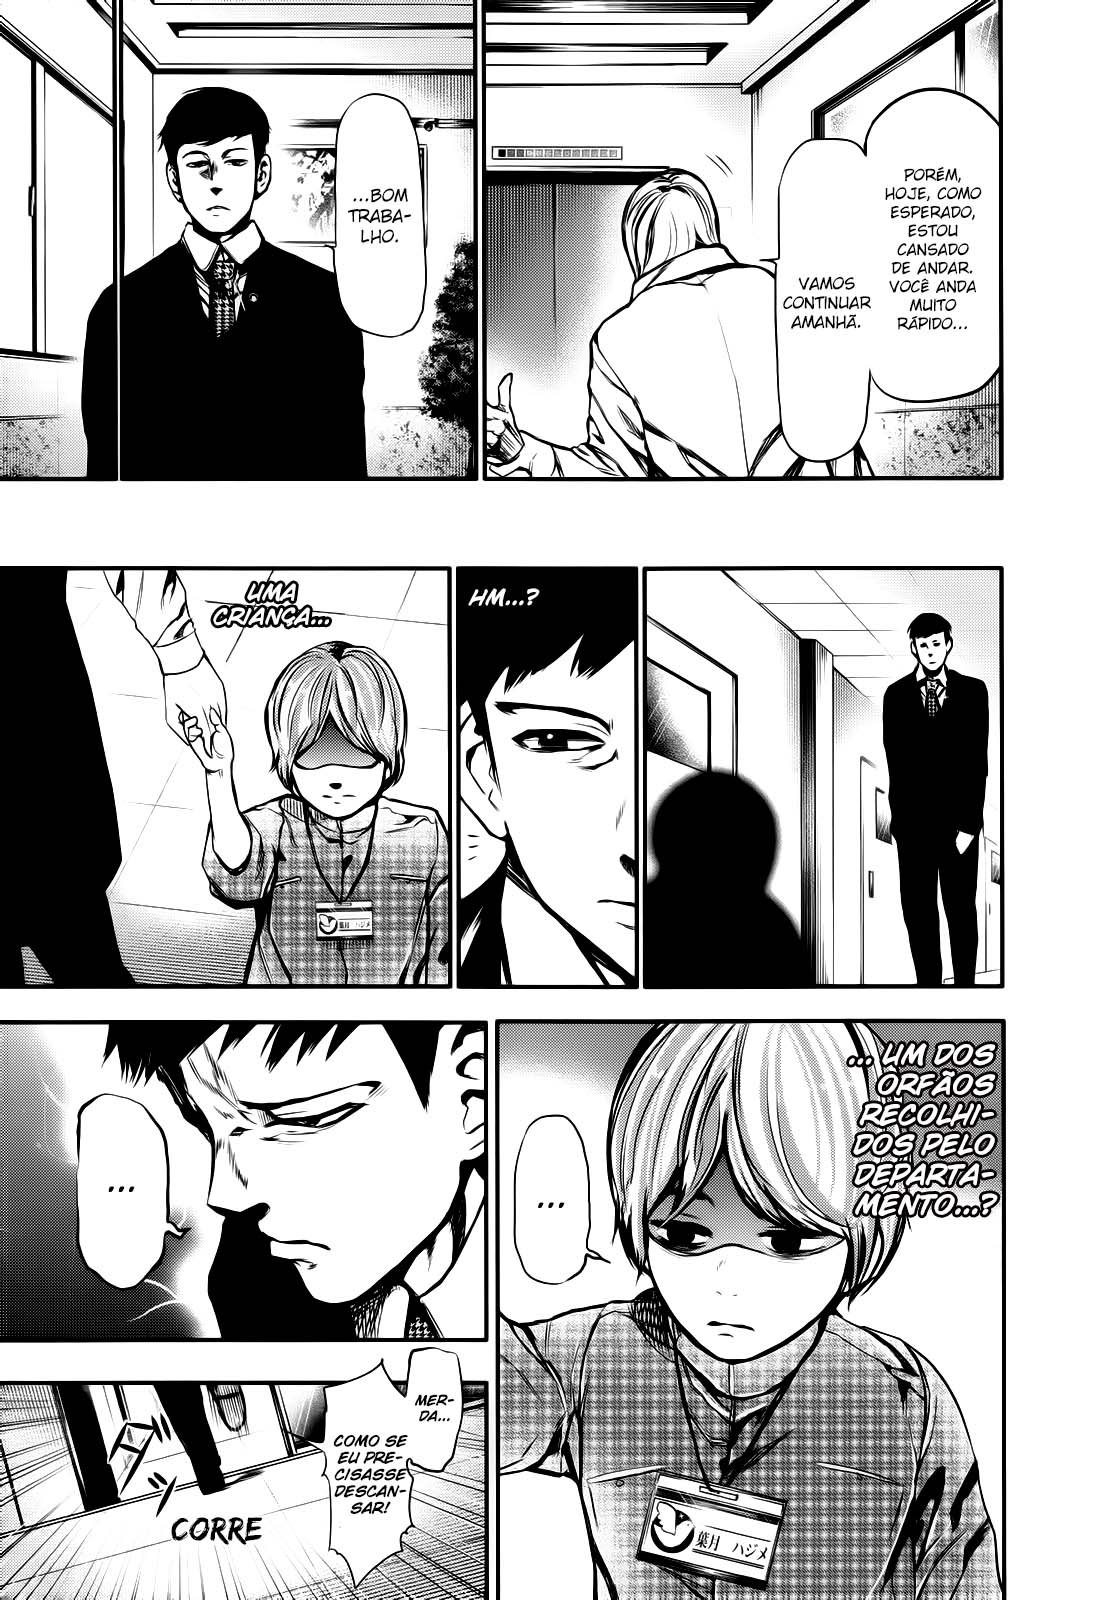 PORÉM,
HOJE, COMO
ESPERADO,
ESTOU
CANSADO
DE ANDAR.
VOCÊ ANDA
MUITO
RÁPIDO...
VAMOS
CONTINUAR
AMANHÃ.
...BOM
TRABA-
LHO.
HM...?
UMA
CRIANÇA...
葉月 ハジメ
... UM DOS
ORFÃOS
RECOLHI-
DOS PELO
DEPARTA-
MENTO...?
...
葉月 ハジメ
...
MER-
DA...
COMO SE
EU PRE-
CISASSE
DESCAN-
SAR!
CORRE